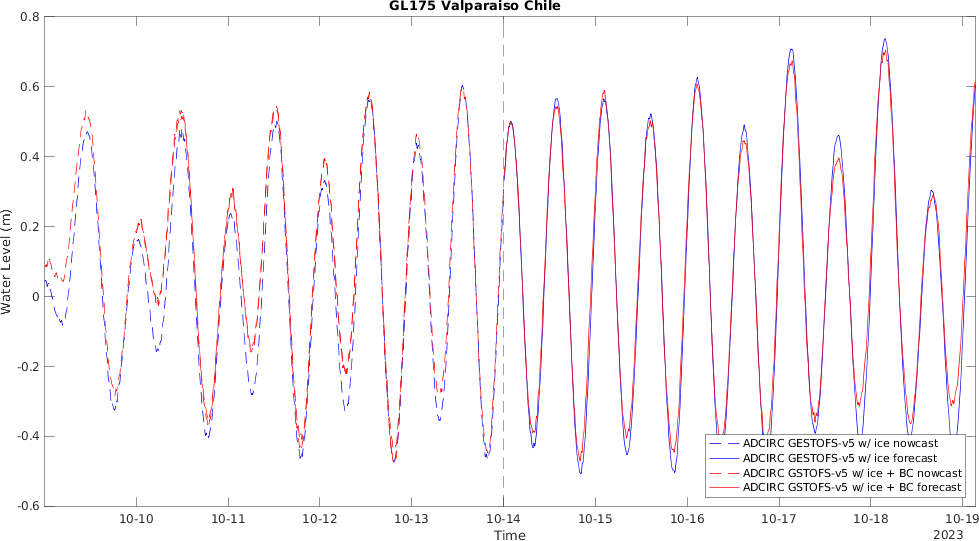 GL175 Valparaiso Chile
0.8
0.6
0.4
0.2
0
-0.2
-0.4
-0.6
Water Level (m)
ADCIRC GESTOFS-v5 w/ ice nowcast
ADCIRC GESTOFS-v5 w/ ice forecast
ADCIRC GSTOFS-v5 w/ ice + BC nowcast
ADCIRC GSTOFS-v5 w/ ice + BC forecast
10-10 10-11 10-12 10-13 10-14 10-15 10-16 10-17 10-18 10-19
Time
2023